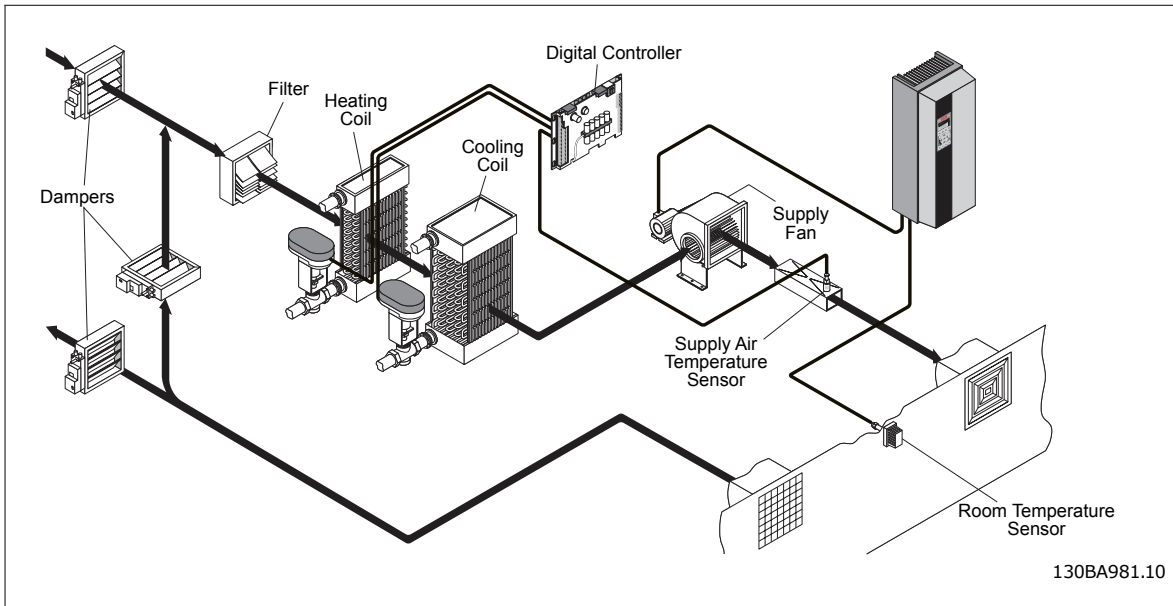 Digital Controller
Filter
Heating
Coil
Cooling
Coil
Dampers
Supply
Fan
Supply Air
Temperature
Sensor
Room Temperature
Sensor
130BA981.10